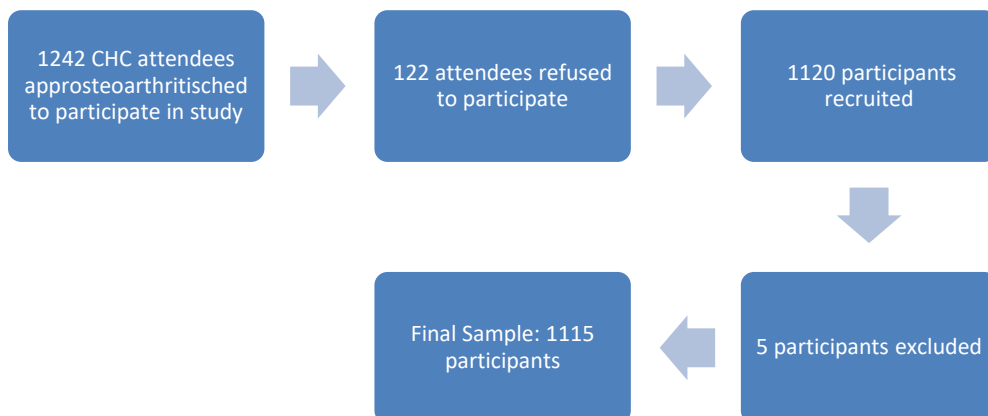 1242 CHC attendees
approsteoarthritisched
to participate in study
122 attendees refused
to participate
1120 participants
recruited
Final Sample: 1115
participants
5 participants excluded